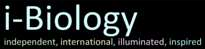 i-Biology
independent, international, illuminated, inspired